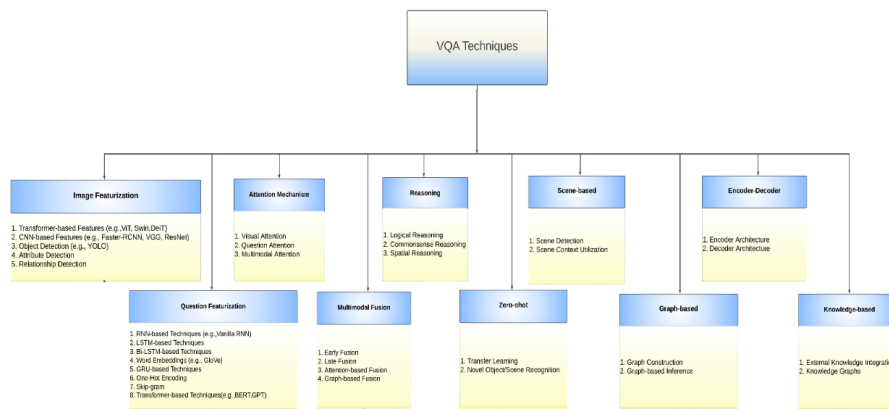 VQA Techniques
Image Featurization
1. Transformer-based Features (e.g.,ViT, Swin,DeiT)
2. CNN-based Features (e.g., Faster-RCNN, VGG, ResNet)
3. Object Detection (e.g., YOLO)
4. Attribute Detection
5. Relationship Detection
Attention Mechanism
1. Visual Attention
2. Question Attention
3. Multimodal Attention
Reasoning
1. Logical Reasoning
2. Commonsense Reasoning
3. Spatial Reasoning
Scene-based
1. Scene Detection
2. Scene Context Utilization
Encoder-Decoder
1. Encoder Architecture
2. Decoder Architecture
Question Featurization
1. RNN-based Techniques (e.g.,Vanilla RNN)
2. LSTM-based Techniques
3. Bi-LSTM-based Techniques
4. Word Embeddings (e.g., GloVe)
5. GRU-based Techniques
6. One-Hot Encoding
7. Skip-gram
8. Transformer-based Techniques(e.g.,BERT,GPT)
Multimodal Fusion
1. Early Fusion
2. Late Fusion
3. Attention-based Fusion
4. Graph-based Fusion
Zero-shot
1. Transfer Learning
2. Novel Object/Scene Recognition
Graph-based
1. Graph Construction
2. Graph-based Inference
Knowledge-based
1. External Knowledge Integratio
2. Knowledge Graphs